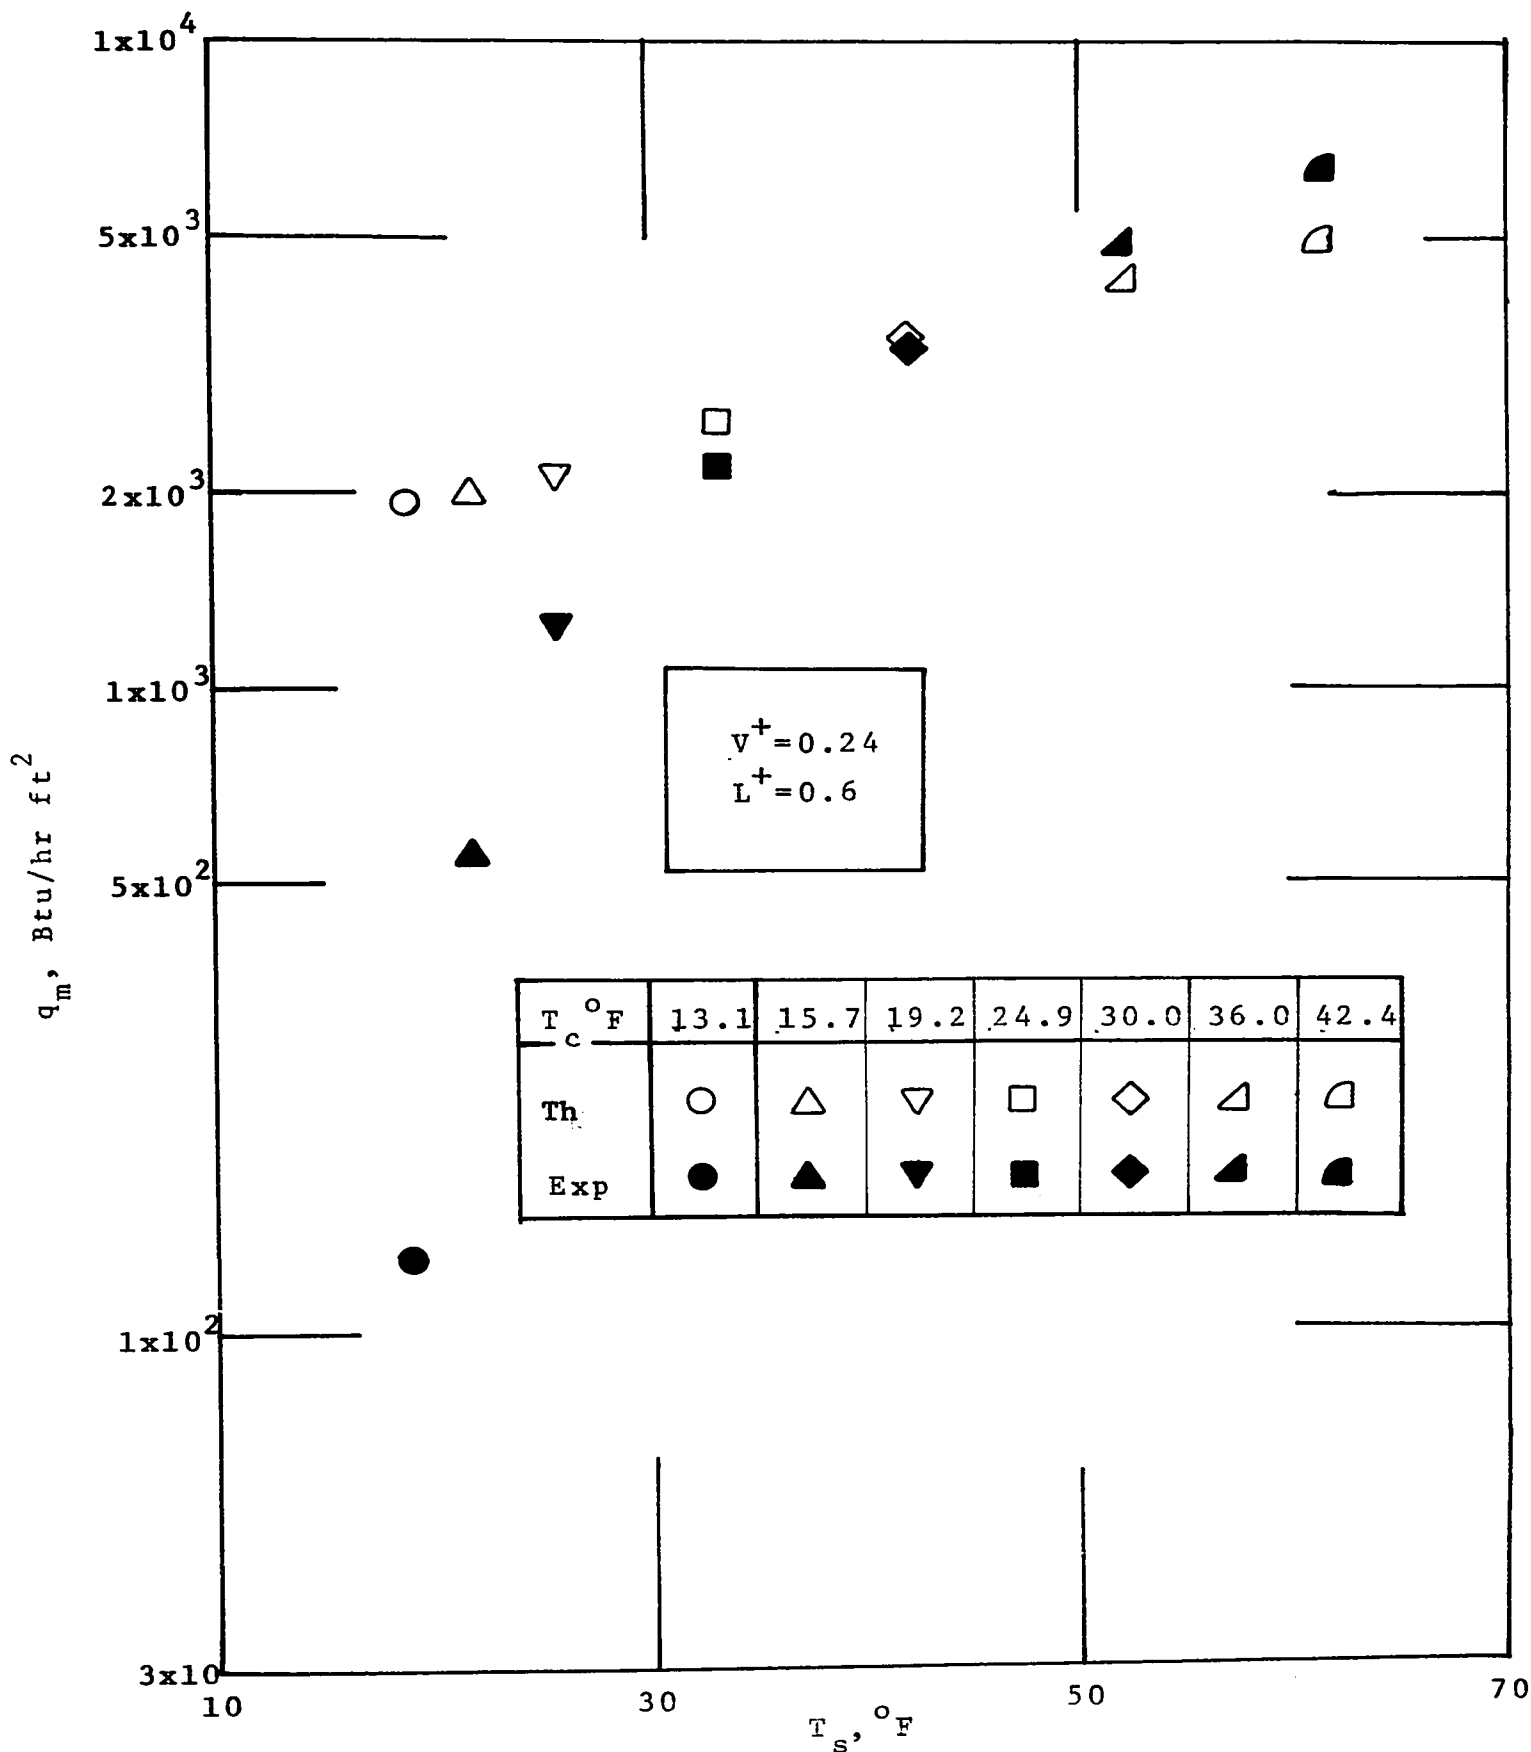 1x10^4
5x10^3
2x10^3
1x10^3
5x10^2
1x10^2
3x10
q_m, Btu/hr ft^2
V^+=0.24
L^+=0.6
T_c °F 13.1 15.7 19.2 24.9 30.0 36.0 42.4
Th
Exp
10 30 50 70
T_s, °F